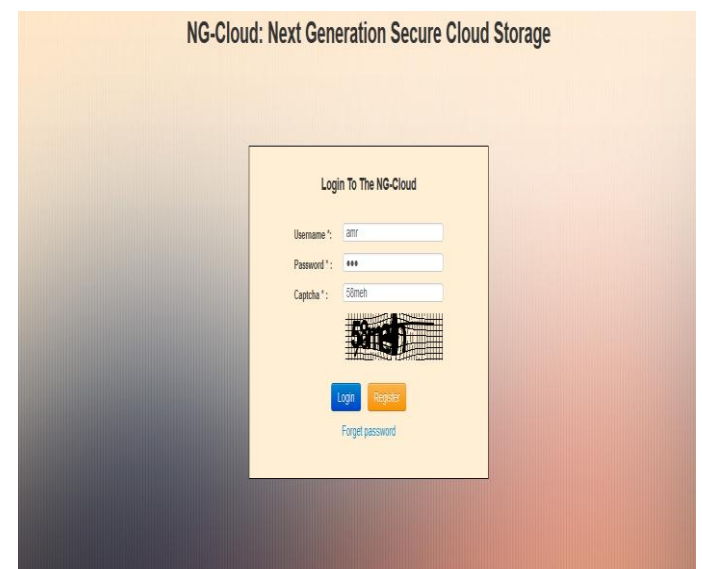 NG-Cloud: Next Generation Secure Cloud Storage
Login To The NG-Cloud
Username *: amr
Password * : •••
Captcha * : 58meh
58meh
Login Register
Forget password